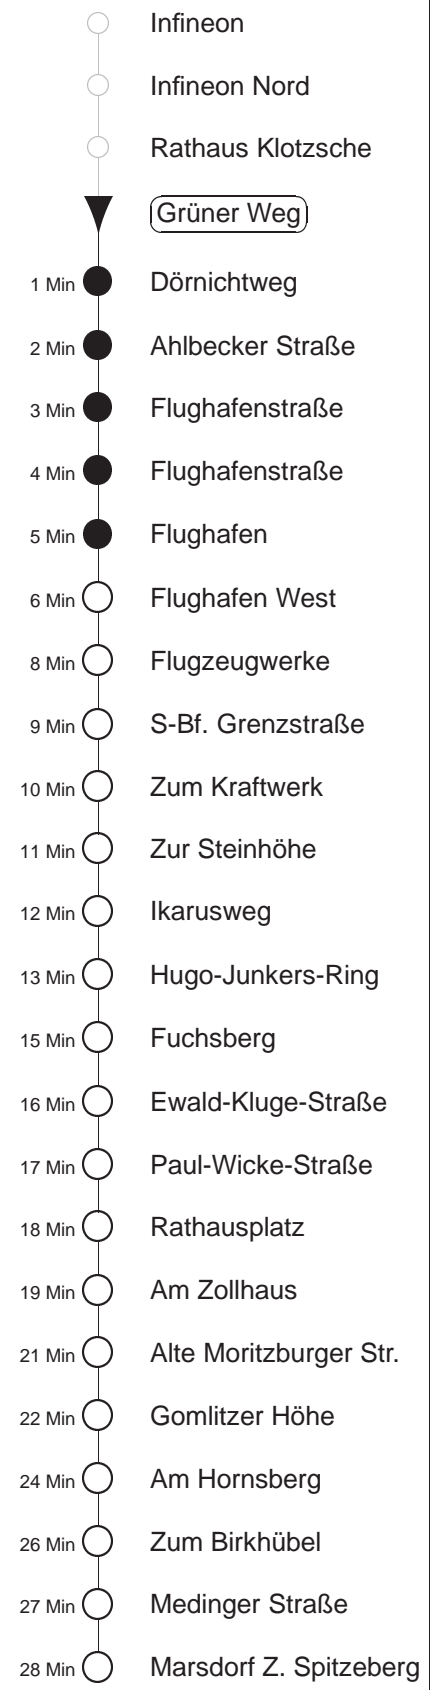 Infineon
Infineon Nord
Rathaus Klotzsche
Grüner Weg
1 Min Dörnichtweg
2 Min Ahlbecker Straße
3 Min Flughafenstraße
4 Min Flughafenstraße
5 Min Flughafen
6 Min Flughafen West
8 Min Flugzeugwerke
9 Min S-Bf. Grenzstraße
10 Min Zum Kraftwerk
11 Min Zur Steinhöhe
12 Min Ikarusweg
13 Min Hugo-Junkers-Ring
15 Min Fuchsberg
16 Min Ewald-Kluge-Straße
17 Min Paul-Wicke-Straße
18 Min Rathausplatz
19 Min Am Zollhaus
21 Min Alte Moritzburger Str.
22 Min Gomlitzer Höhe
24 Min Am Hornsberg
26 Min Zum Birkhübel
27 Min Medinger Straße
28 Min Marsdorf Z. Spitzeberg